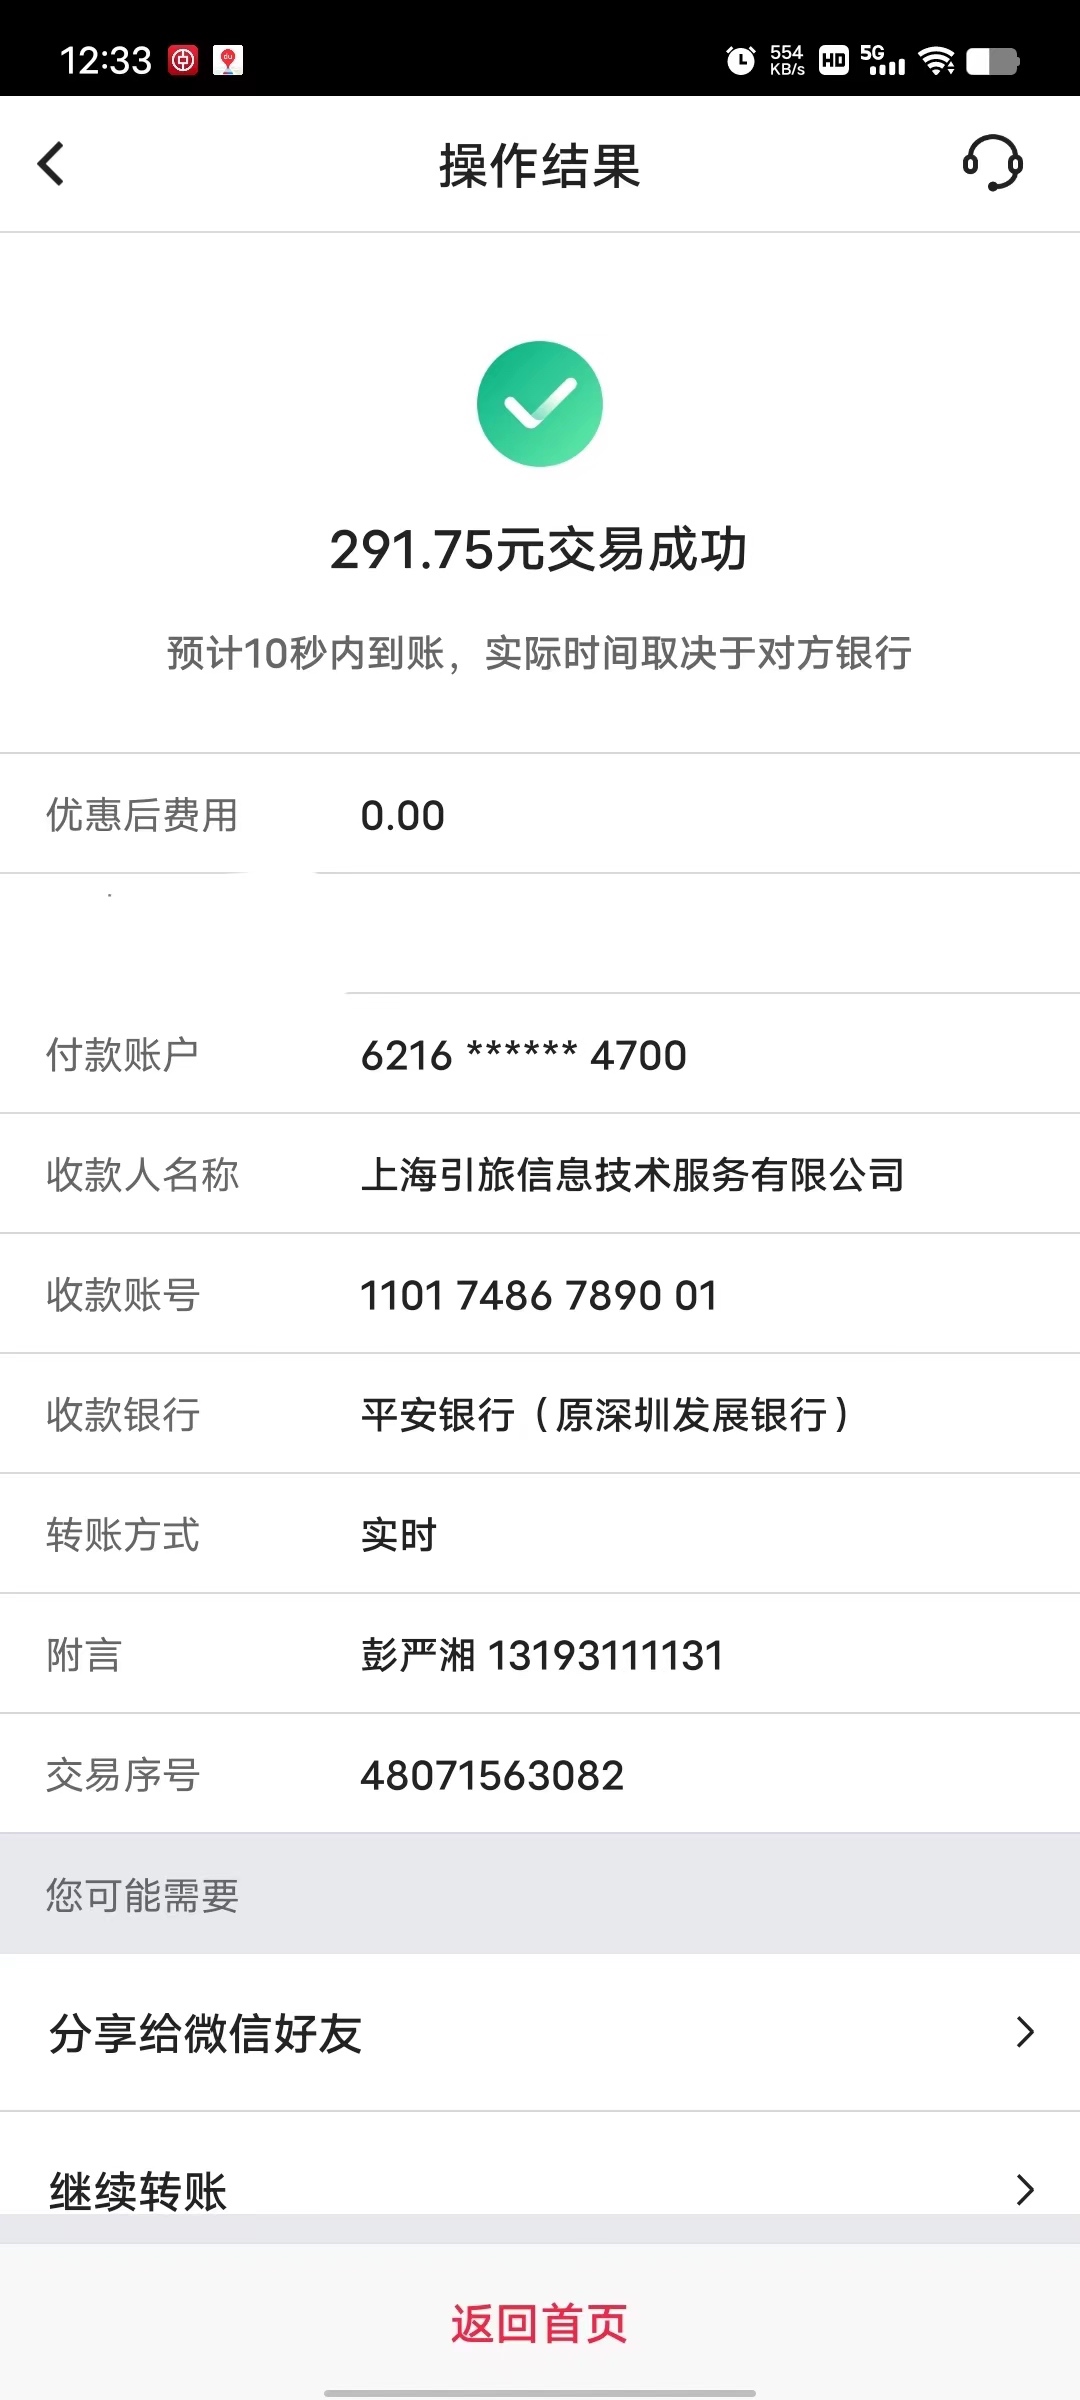 12:33 554 KB/s HD 5G
操作结果
291.75元交易成功
预计10秒内到账，实际时间取决于对方银行
优惠后费用 0.00
付款账户 6216 ****** 4700
收款人名称 上海引旅信息技术服务有限公司
收款账号 1101 7486 7890 01
收款银行 平安银行（原深圳发展银行）
转账方式 实时
附言 彭严湘 13193111131
交易序号 48071563082
您可能需要
分享给微信好友
继续转账
返回首页